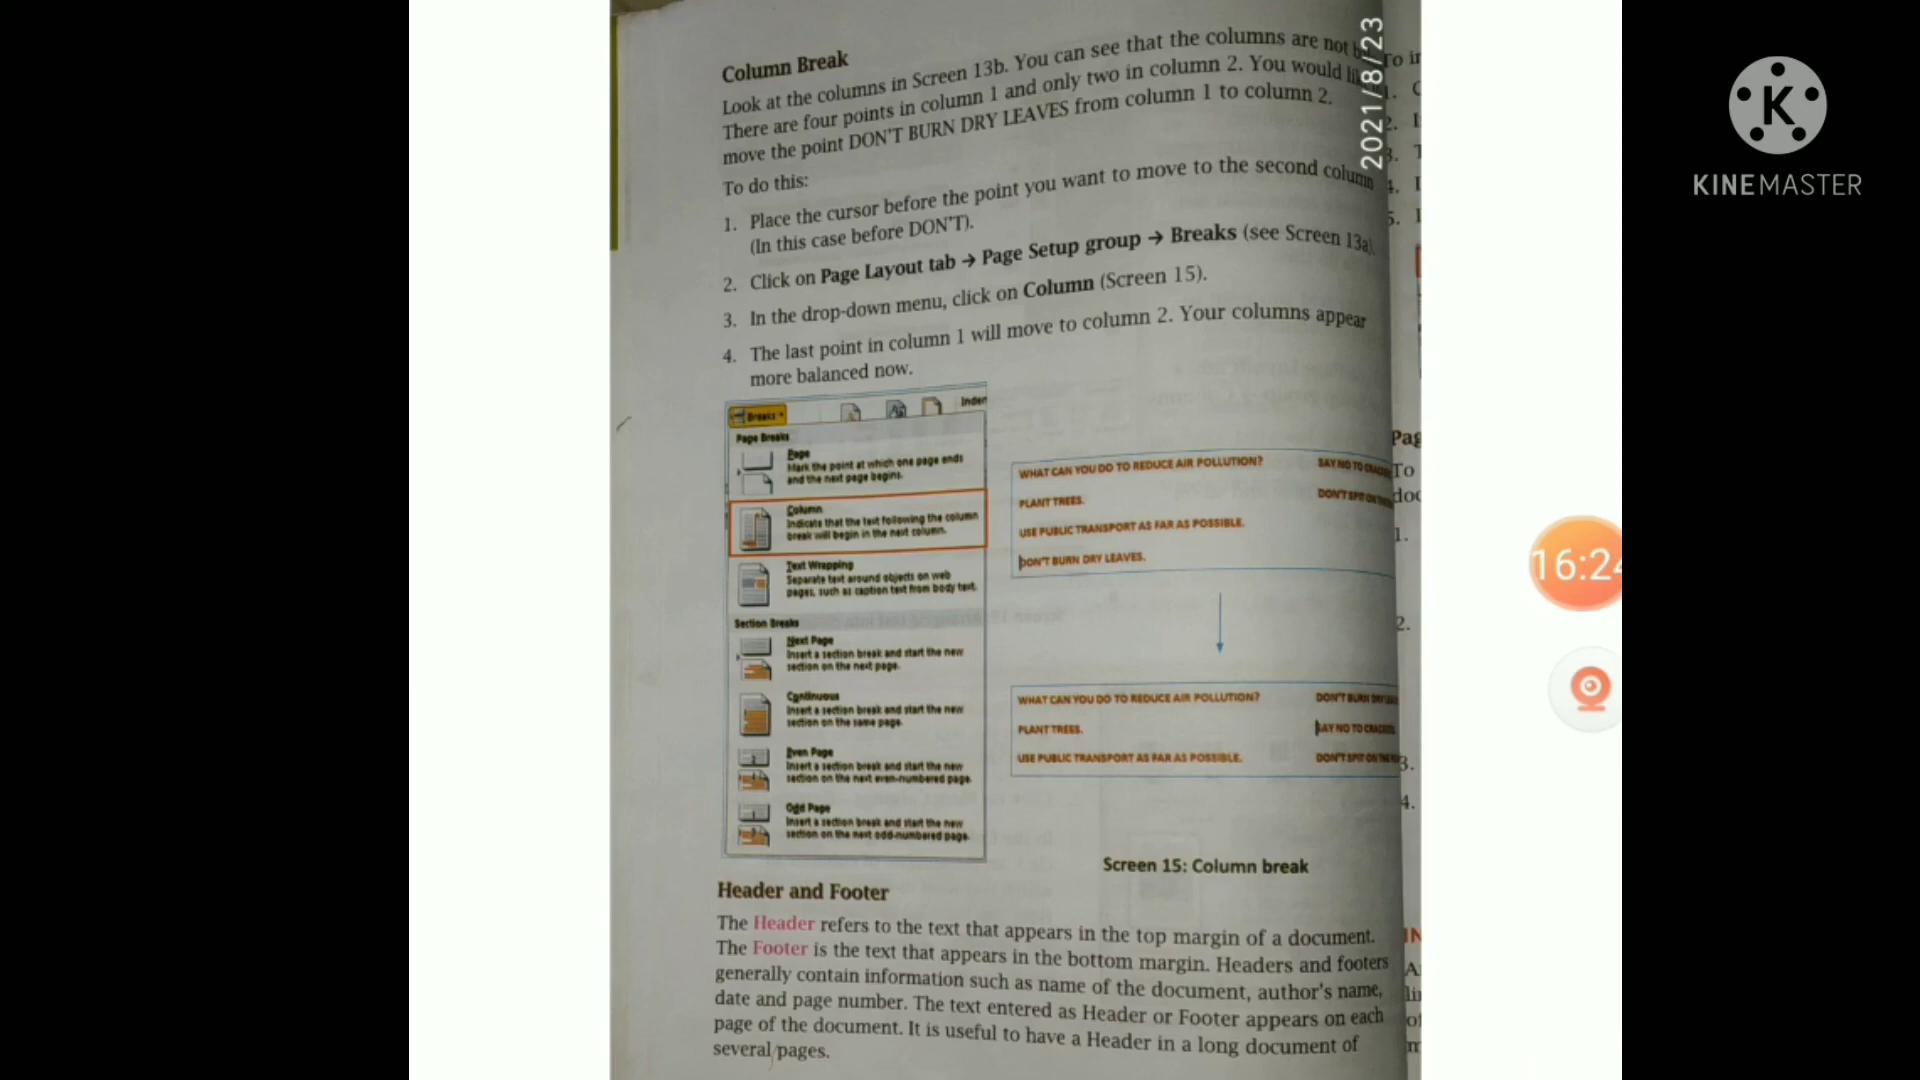 Column Break
Look at the columns in Screen 13b. You can see that the columns are not
There are four points in column 1 and only two in column 2. You would
move the point DON'T BURN DRY LEAVES from column 1 to column 2.
To do this:
1. Place the cursor before the point you want to move to the second column
(In this case before DON'T).
2. Click on Page Layout tab → Page Setup group → Breaks (see Screen 13a).
3. In the drop-down menu, click on Column (Screen 15).
4. The last point in column 1 will move to column 2. Your columns appear
more balanced now.
Breaks
Page Breaks
Page
Mark the point at which one page ends
and the next page begins.
Column
Indicate that the text following the column
break will begin in the next column.
Text Wrapping
Separate text around objects on web
pages, such as caption text from body text.
Section Breaks
Next Page
Insert a section break and start the new
section on the next page.
Continuous
Insert a section break and start the new
section on the same page.
Even Page
Insert a section break and start the new
section on the next even-numbered page.
Odd Page
Insert a section break and start the new
section on the next odd-numbered page.
WHAT CAN YOU DO TO REDUCE AIR POLLUTION? SAY NO TO
PLANT TREES. DON'T SPIT ON
USE PUBLIC TRANSPORT AS FAR AS POSSIBLE.
DON'T BURN DRY LEAVES.
WHAT CAN YOU DO TO REDUCE AIR POLLUTION? DON'T BURN DRY
PLANT TREES. SAY NO TO
USE PUBLIC TRANSPORT AS FAR AS POSSIBLE. DON'T SPIT ON
Screen 15: Column break
Header and Footer
The Header refers to the text that appears in the top margin of a document.
The Footer is the text that appears in the bottom margin. Headers and footers
generally contain information such as name of the document, author's name,
date and page number. The text entered as Header or Footer appears on each
page of the document. It is useful to have a Header in a long document of
several pages.
2021/8/23
To
1.
2.
3.
4.
5.
To
1.
2.
3.
4.
K
KINEMASTER
16:24